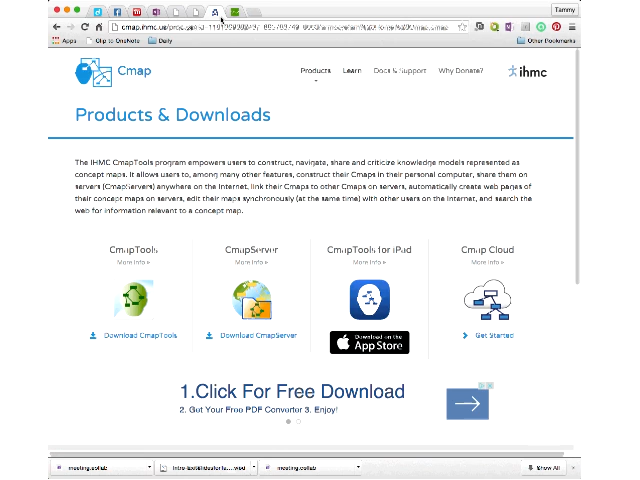 Tammy
cmap.ihmc.us/
Apps
Clip to OneNote
Daily
Other Bookmarks
Cmap
Products
Learn
Docs & Support
Why Donate?
ihmc
Products & Downloads
The IHMC CmapTools program empowers users to construct, navigate, share and criticize knowledge models represented as
concept maps. It allows users to, among many other features, construct their Cmaps in their personal computer, share them on
servers (CmapServers) anywhere on the Internet, link their Cmaps to other Cmaps on servers, automatically create web pages of
their concept maps on servers, edit their maps synchronously (at the same time) with other users on the Internet, and search the
web for information relevant to a concept map.
CmapTools
CmapServer
CmapTools for iPad
Cmap Cloud
More Info »
More Info »
More Info »
More Info »
Download CmapTools
Download CmapServer
Download on the
App Store
Get Started
1.Click For Free Download
2. Get Your Free PDF Converter 3. Enjoy!
meeting.collab
meeting.collab
Show All